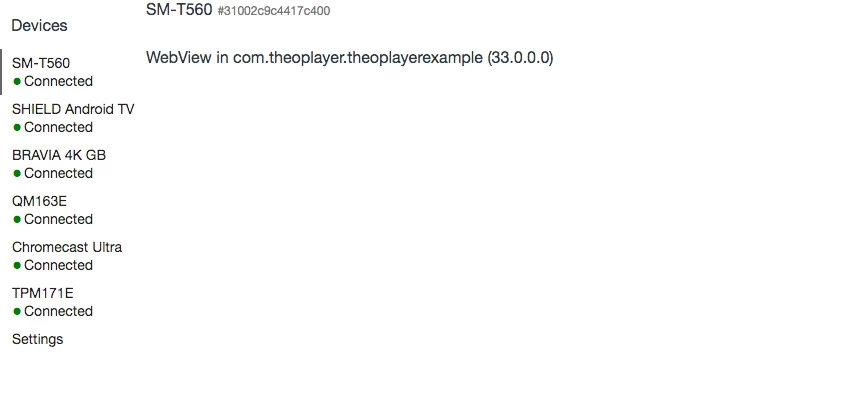 Devices
SM-T560
Connected
SHIELD Android TV
Connected
BRAVIA 4K GB
Connected
QM163E
Connected
Chromecast Ultra
Connected
TPM171E
Connected
Settings
SM-T560 #31002c9c4417c400
WebView in com.theoplayer.theoplayerexample (33.0.0.0)